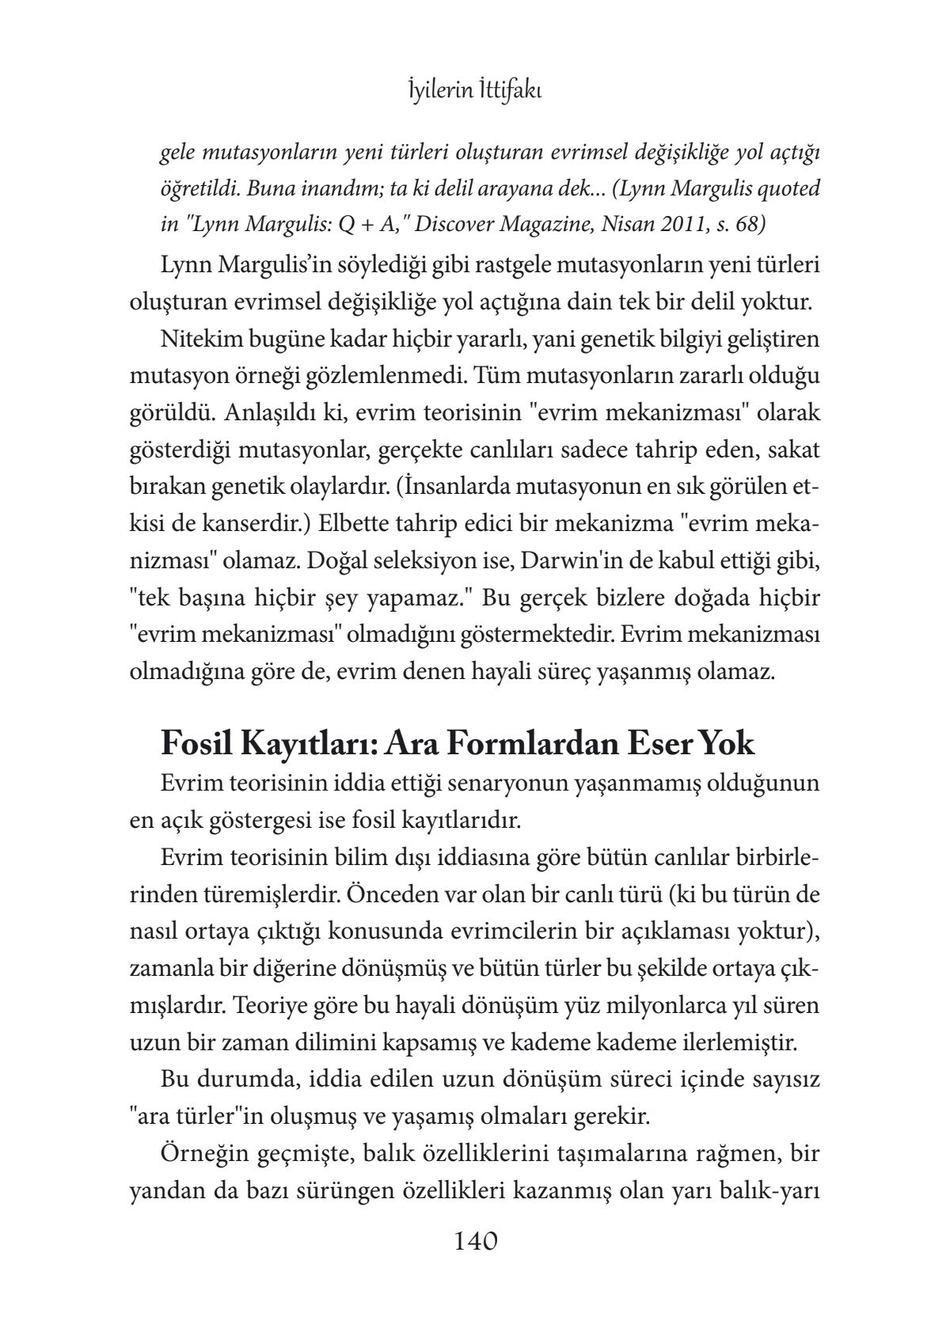 İyilerin İttifakı
gele mutasyonların yeni türleri oluşturan evrimsel değişikliğe yol açtığı
öğretildi. Buna inandım; ta ki delil arayana dek... (Lynn Margulis quoted
in "Lynn Margulis: Q + A," Discover Magazine, Nisan 2011, s. 68)
Lynn Margulis’in söylediği gibi rastgele mutasyonların yeni türleri
oluşturan evrimsel değişikliğe yol açtığına dain tek bir delil yoktur.
Nitekim bugüne kadar hiçbir yararlı, yani genetik bilgiyi geliştiren
mutasyon örneği gözlemlenmedi. Tüm mutasyonların zararlı olduğu
görüldü. Anlaşıldı ki, evrim teorisinin "evrim mekanizması" olarak
gösterdiği mutasyonlar, gerçekte canlıları sadece tahrip eden, sakat
bırakan genetik olaylardır. (İnsanlarda mutasyonun en sık görülen et-
kisi de kanserdir.) Elbette tahrip edici bir mekanizma "evrim meka-
nizması" olamaz. Doğal seleksiyon ise, Darwin'in de kabul ettiği gibi,
"tek başına hiçbir şey yapamaz." Bu gerçek bizlere doğada hiçbir
"evrim mekanizması" olmadığını göstermektedir. Evrim mekanizması
olmadığına göre de, evrim denen hayali süreç yaşanmış olamaz.
Fosil Kayıtları: Ara Formlardan Eser Yok
Evrim teorisinin iddia ettiği senaryonun yaşanmamış olduğunun
en açık göstergesi ise fosil kayıtlarıdır.
Evrim teorisinin bilim dışı iddiasına göre bütün canlılar birbirle-
rinden türemişlerdir. Önceden var olan bir canlı türü (ki bu türün de
nasıl ortaya çıktığı konusunda evrimcilerin bir açıklaması yoktur),
zamanla bir diğerine dönüşmüş ve bütün türler bu şekilde ortaya çık-
mışlardır. Teoriye göre bu hayali dönüşüm yüz milyonlarca yıl süren
uzun bir zaman dilimini kapsamış ve kademe kademe ilerlemiştir.
Bu durumda, iddia edilen uzun dönüşüm süreci içinde sayısız
"ara türler"in oluşmuş ve yaşamış olmaları gerekir.
Örneğin geçmişte, balık özelliklerini taşımalarına rağmen, bir
yandan da bazı sürüngen özellikleri kazanmış olan yarı balık-yarı
140